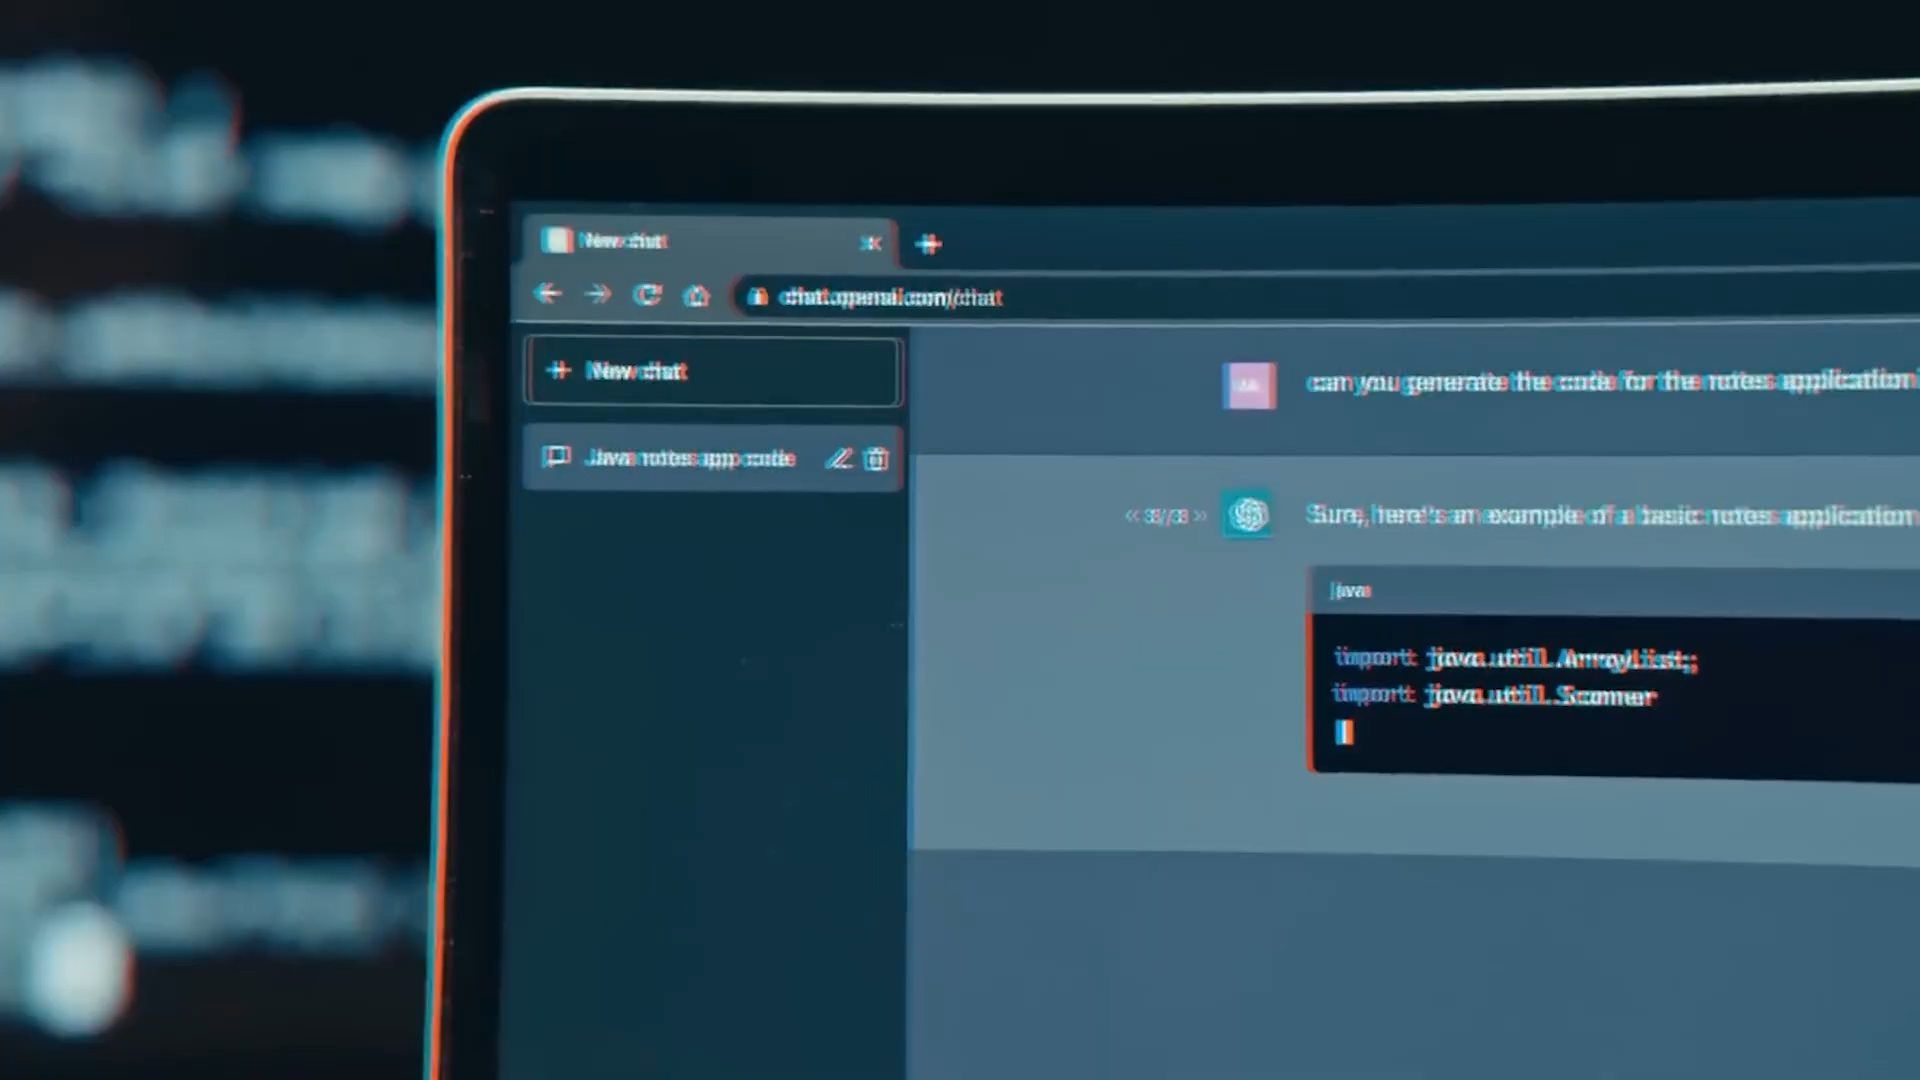 New chat
chat.openai.com/chat
New chat
Java notes app code
can you generate the code for the notes application
3/3
Sure, here's an example of a basic notes application
java
import java.util.ArrayList;
import java.util.Scanner